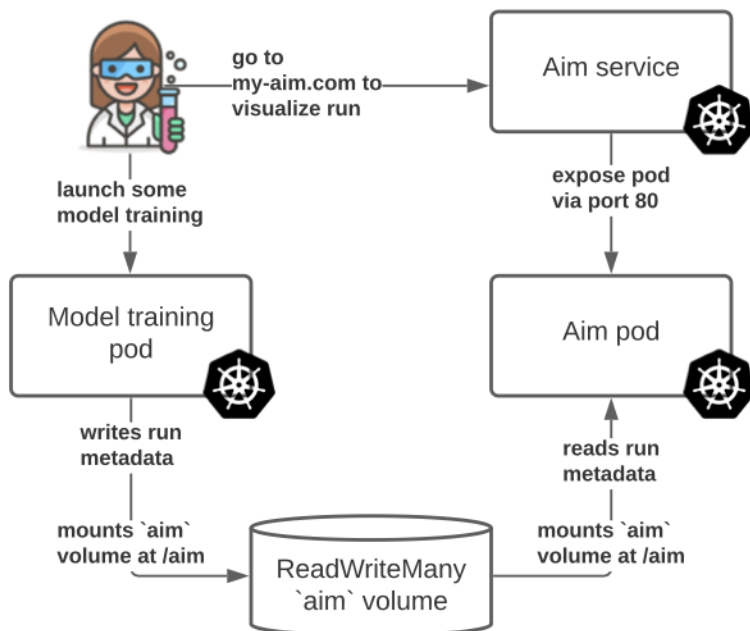 go to
my-aim.com to
visualize run
Aim service
launch some
model training
expose pod
via port 80
Model training
pod
Aim pod
writes run
metadata
reads run
metadata
mounts `aim`
volume at /aim
ReadWriteMany
`aim` volume
mounts `aim`
volume at /aim